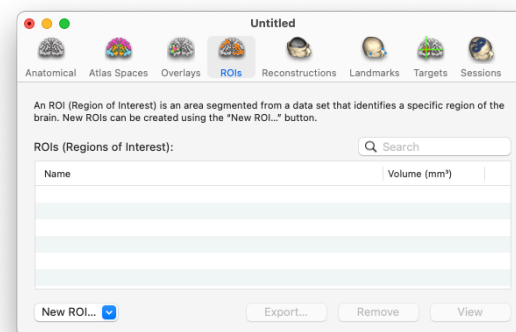 Untitled
Anatomical Atlas Spaces Overlays ROIs Reconstructions Landmarks Targets Sessions
An ROI (Region of Interest) is an area segmented from a data set that identifies a specific region of the
brain. New ROIs can be created using the “New ROI...” button.
ROIs (Regions of Interest): Search
Name Volume (mm³)
New ROI... Export... Remove View